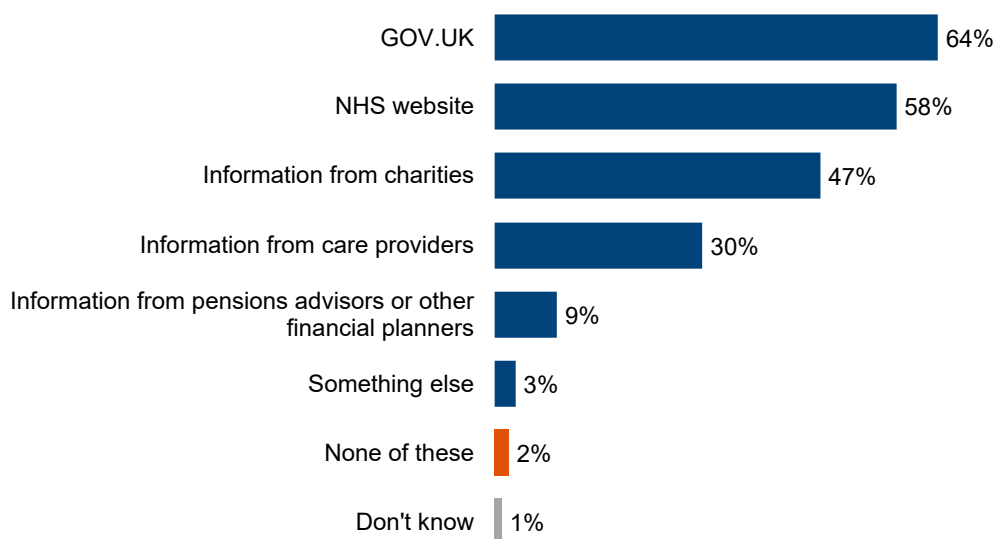 GOV.UK 64%
NHS website 58%
Information from charities 47%
Information from care providers 30%
Information from pensions advisors or other
financial planners 9%
Something else 3%
None of these 2%
Don't know 1%